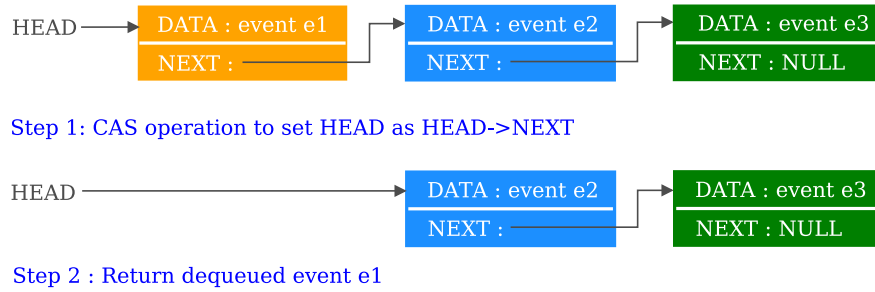 HEAD
DATA : event e1
NEXT :
DATA : event e2
NEXT :
DATA : event e3
NEXT : NULL
Step 1: CAS operation to set HEAD as HEAD->NEXT
HEAD
DATA : event e2
NEXT :
DATA : event e3
NEXT : NULL
Step 2 : Return dequeued event e1